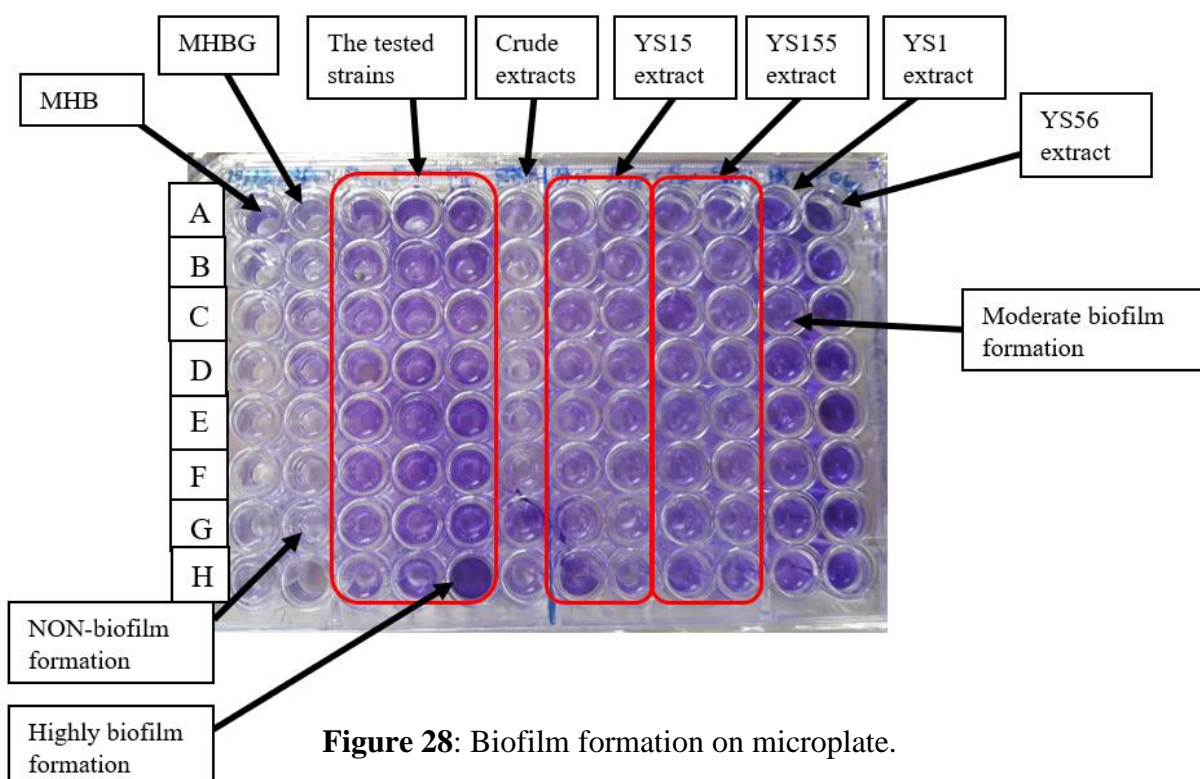 MHB
MHBG
The tested
strains
Crude
extracts
YS15
extract
YS155
extract
YS1
extract
YS56
extract
A
B
C
D
E
F
G
H
Moderate biofilm
formation
NON-biofilm
formation
Highly biofilm
formation
Figure 28: Biofilm formation on microplate.